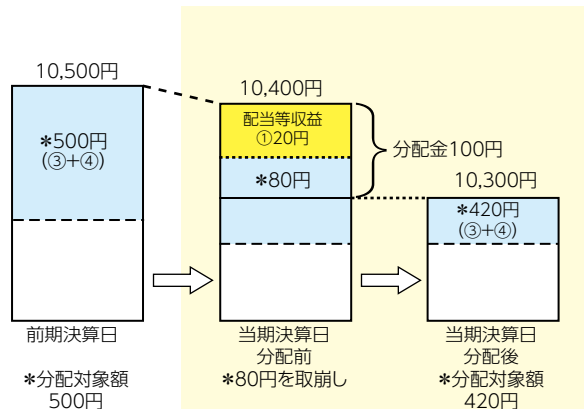 10,500円
*500円
(③+④)
前期決算日
*分配対象額
500円
10,400円
配当等収益
①20円
*80円
分配金100円
当期決算日
分配前
*80円を取崩し
10,300円
*420円
(③+④)
当期決算日
分配後
*分配対象額
420円